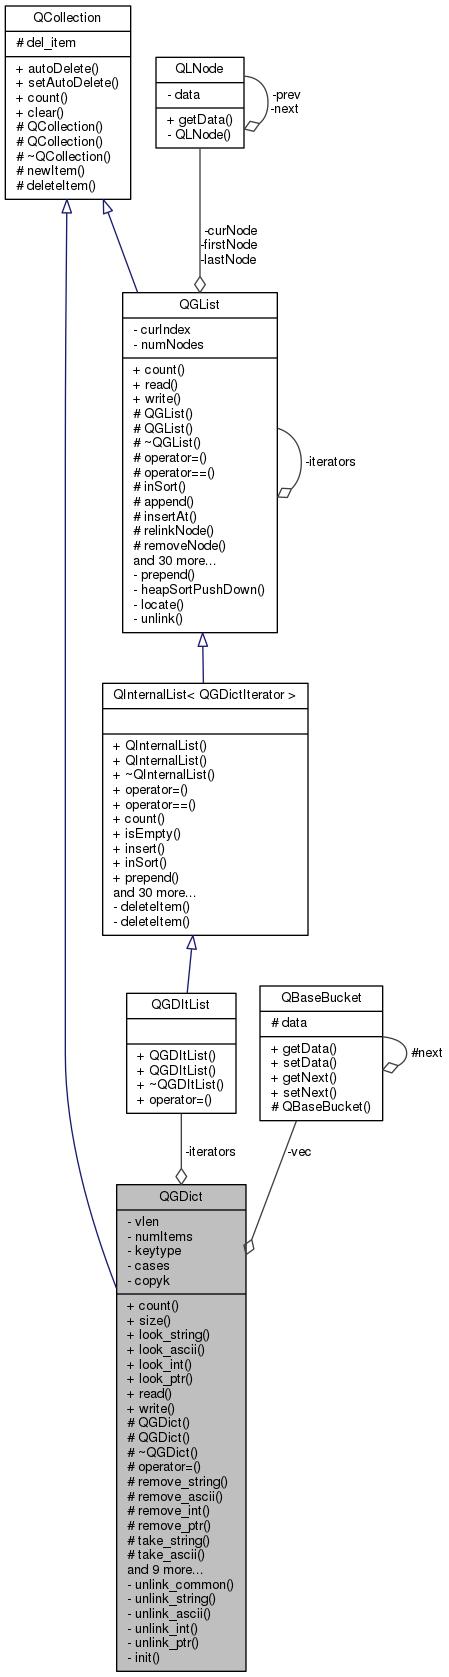 QCollection
# del_item
+ autoDelete()
+ setAutoDelete()
+ count()
+ clear()
# QCollection()
# QCollection()
# ~QCollection()
# newItem()
# deleteItem()
QLNode
- data
+ getData()
- QLNode()
-prev
-next
-curNode
-firstNode
-lastNode
QGList
- curIndex
- numNodes
+ count()
+ read()
+ write()
# QGList()
# QGList()
# ~QGList()
# operator=()
# operator==()
# inSort()
# append()
# insertAt()
# relinkNode()
# removeNode()
and 30 more...
- prepend()
- heapSortPushDown()
- locate()
- unlink()
-iterators
QInternalList< QGDictIterator >
+ QInternalList()
+ QInternalList()
+ ~QInternalList()
+ operator=()
+ operator==()
+ count()
+ isEmpty()
+ insert()
+ inSort()
+ prepend()
and 30 more...
- deleteItem()
- deleteItem()
QGDItList
+ QGDItList()
+ QGDItList()
+ ~QGDItList()
+ operator=()
QBaseBucket
# data
+ getData()
+ setData()
+ getNext()
+ setNext()
# QBaseBucket()
#next
-iterators
-vec
QGDict
- vlen
- numItems
- keytype
- cases
- copyk
+ count()
+ size()
+ look_string()
+ look_ascii()
+ look_int()
+ look_ptr()
+ read()
+ write()
# QGDict()
# QGDict()
# ~QGDict()
# operator=()
# remove_string()
# remove_ascii()
# remove_int()
# remove_ptr()
# take_string()
# take_ascii()
and 9 more...
- unlink_common()
- unlink_string()
- unlink_ascii()
- unlink_int()
- unlink_ptr()
- init()